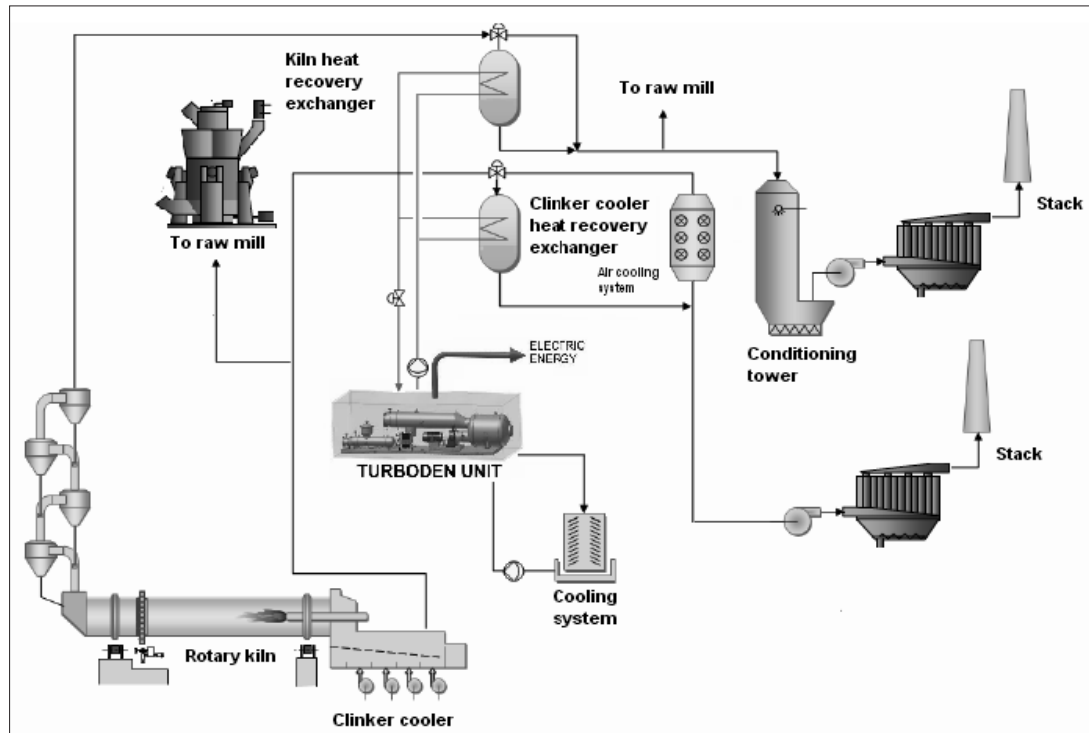 Kiln heat
recovery
exchanger
To raw mill
To raw mill
Clinker cooler
heat recovery
exchanger
Air cooling
system
Stack
Conditioning
tower
ELECTRIC
ENERGY
TURBODEN UNIT
Stack
Cooling
system
Rotary kiln
Clinker cooler